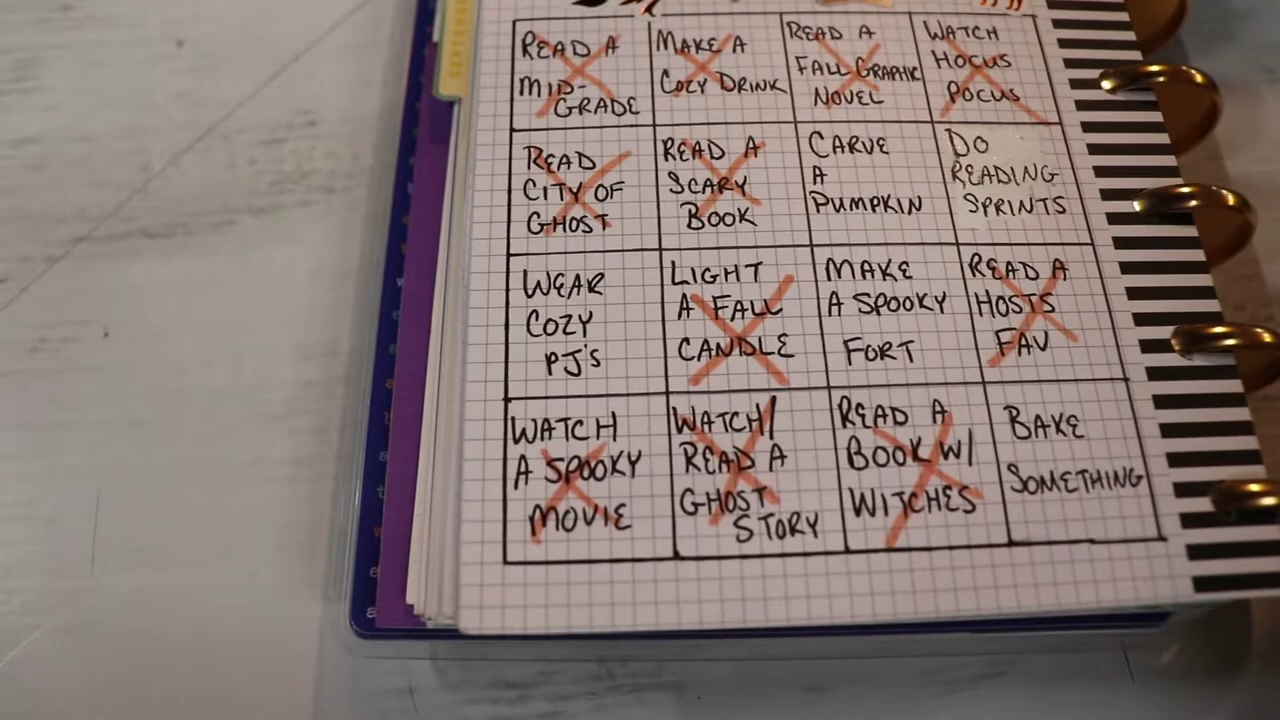 READ A
MID-
GRADE
MAKE A
COZY DRINK
READ A
FALL GRAPHIC
NOVEL
WATCH
HOCUS
POCUS
READ
CITY OF
GHOST
READ A
SCARY
BOOK
CARVE
A
PUMPKIN
DO
READING
SPRINTS
WEAR
COZY
PJ's
LIGHT
A FALL
CANDLE
MAKE
A SPOOKY
FORT
READ A
HOSTS
FAV
WATCH
A SPOOKY
MOVIE
WATCH/
READ A
GHOST
STORY
READ A
BOOK W/
WITCHES
BAKE
SOMETHING